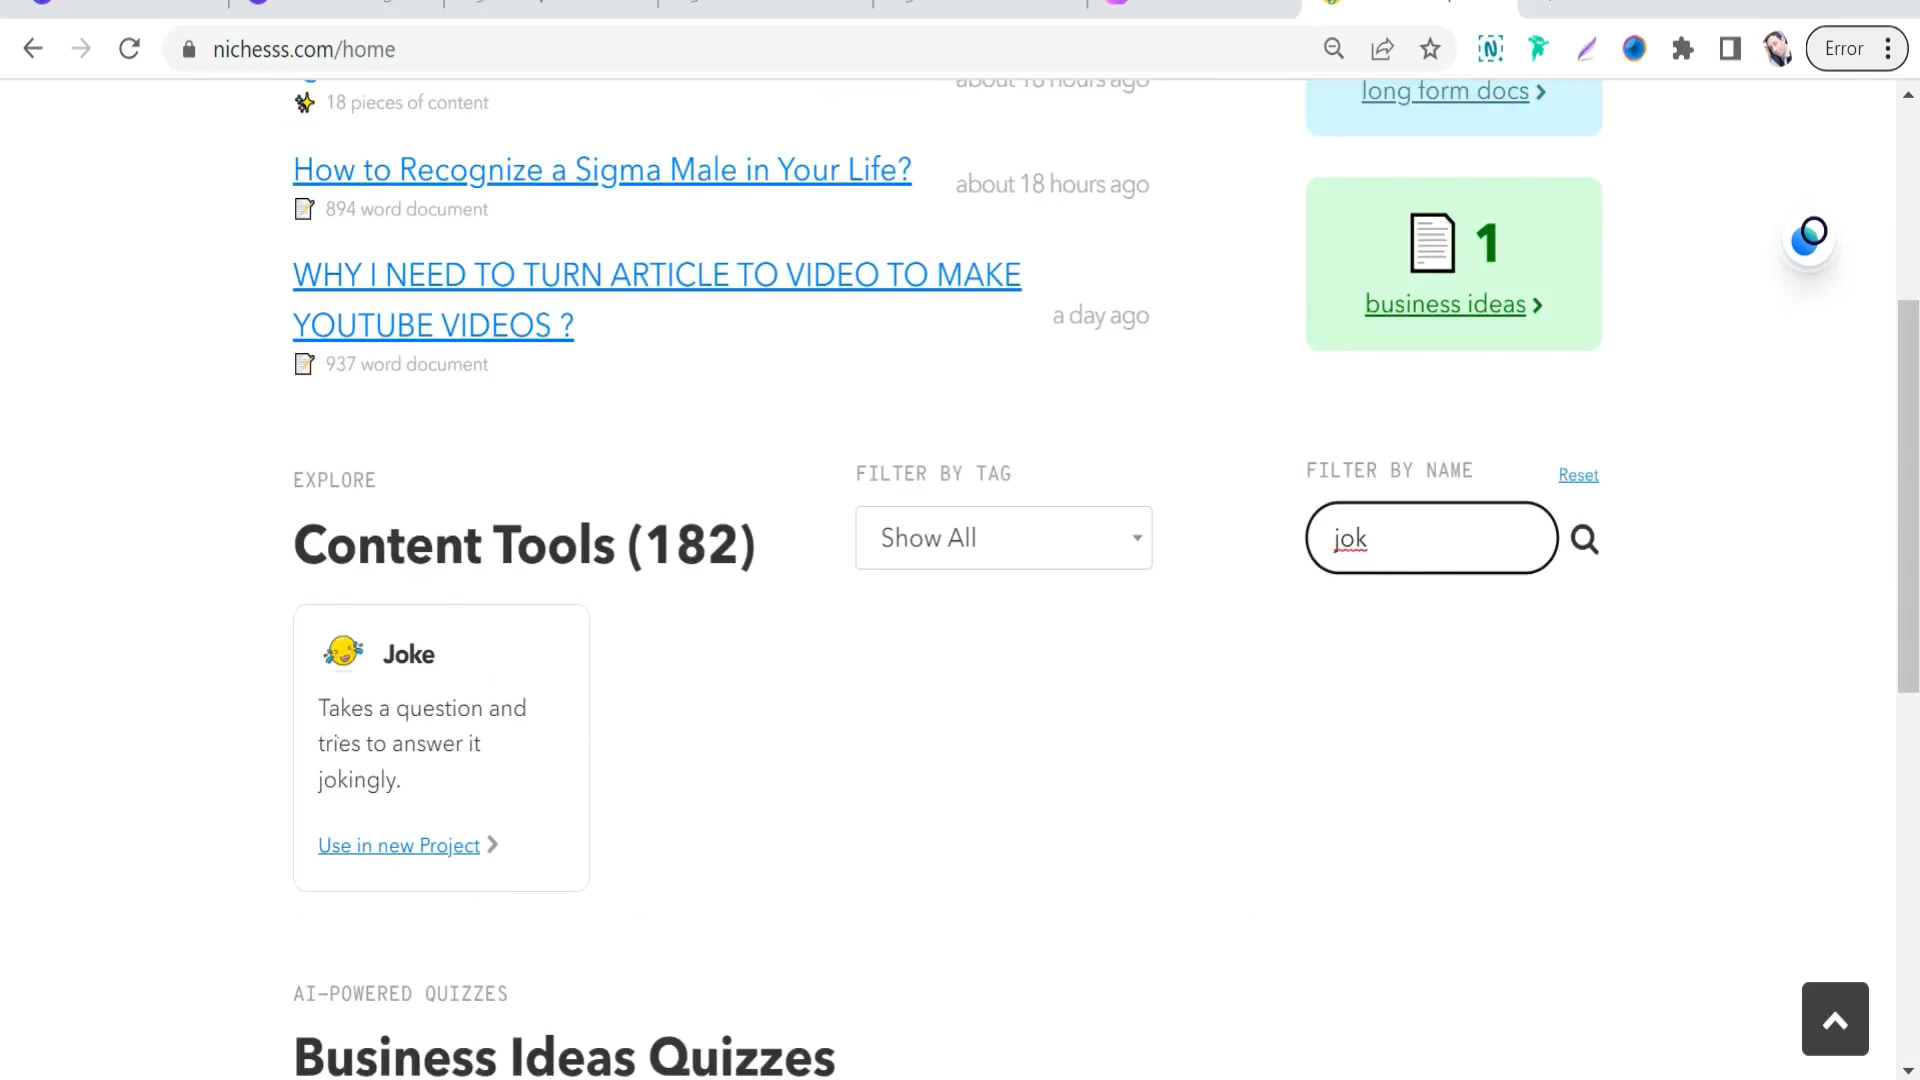 nichesss.com/home
Error
about 18 hours ago
18 pieces of content
long form docs
How to Recognize a Sigma Male in Your Life?
about 18 hours ago
894 word document
1
business ideas
WHY I NEED TO TURN ARTICLE TO VIDEO TO MAKE
YOUTUBE VIDEOS ?
a day ago
937 word document
EXPLORE
FILTER BY TAG
FILTER BY NAME
Reset
Content Tools (182)
Show All
jok
Joke
Takes a question and
tries to answer it
jokingly.
Use in new Project
AI-POWERED QUIZZES
Business Ideas Quizzes